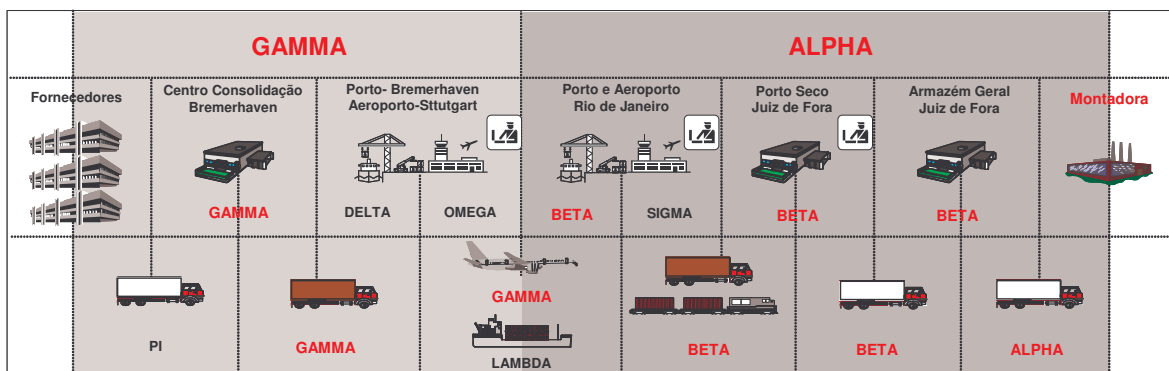 GAMMA
ALPHA
Fornecedores
Centro Consolidação
Bremerhaven
Porto- Bremerhaven
Aeroporto-Sttutgart
Porto e Aeroporto
Rio de Janeiro
Porto Seco
Juiz de Fora
Armazém Geral
Juiz de Fora
Montadora
GAMMA
DELTA
OMEGA
BETA
SIGMA
BETA
BETA
PI
GAMMA
GAMMA
LAMBDA
BETA
BETA
ALPHA